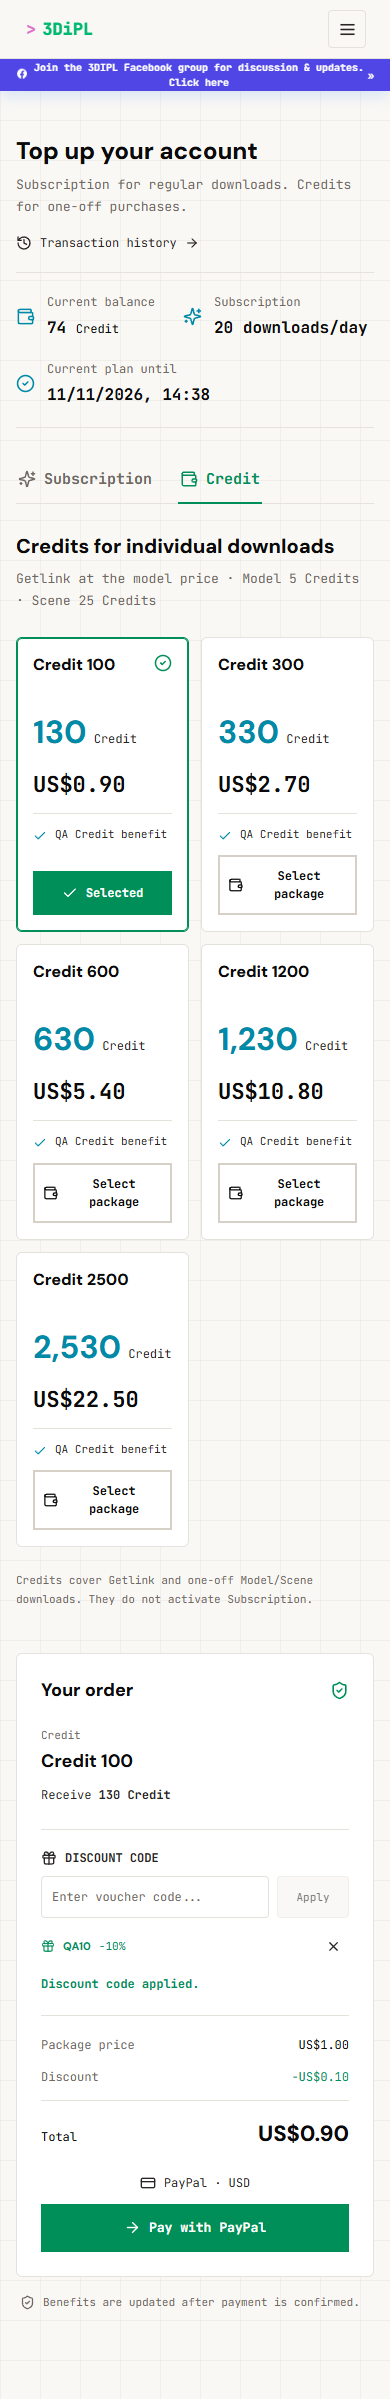 > 3DiPL
Join the 3DIPL Facebook group for discussion & updates.
Click here
»
Top up your account
Subscription for regular downloads. Credits
for one-off purchases.
Transaction history →
Current balance
74 Credit
Subscription
20 downloads/day
Current plan until
11/11/2026, 14:38
Subscription
Credit
Credits for individual downloads
Getlink at the model price · Model 5 Credits
· Scene 25 Credits
Credit 100
130 Credit
US$0.90
QA Credit benefit
Selected
Credit 300
330 Credit
US$2.70
QA Credit benefit
Select
package
Credit 600
630 Credit
US$5.40
QA Credit benefit
Select
package
Credit 1200
1,230 Credit
US$10.80
QA Credit benefit
Select
package
Credit 2500
2,530 Credit
US$22.50
QA Credit benefit
Select
package
Credits cover Getlink and one-off Model/Scene
downloads. They do not activate Subscription.
Your order
Credit
Credit 100
Receive 130 Credit
DISCOUNT CODE
Enter voucher code...
Apply
QA10 -10%
Discount code applied.
Package price US$1.00
Discount -US$0.10
Total US$0.90
PayPal · USD
→ Pay with PayPal
Benefits are updated after payment is confirmed.